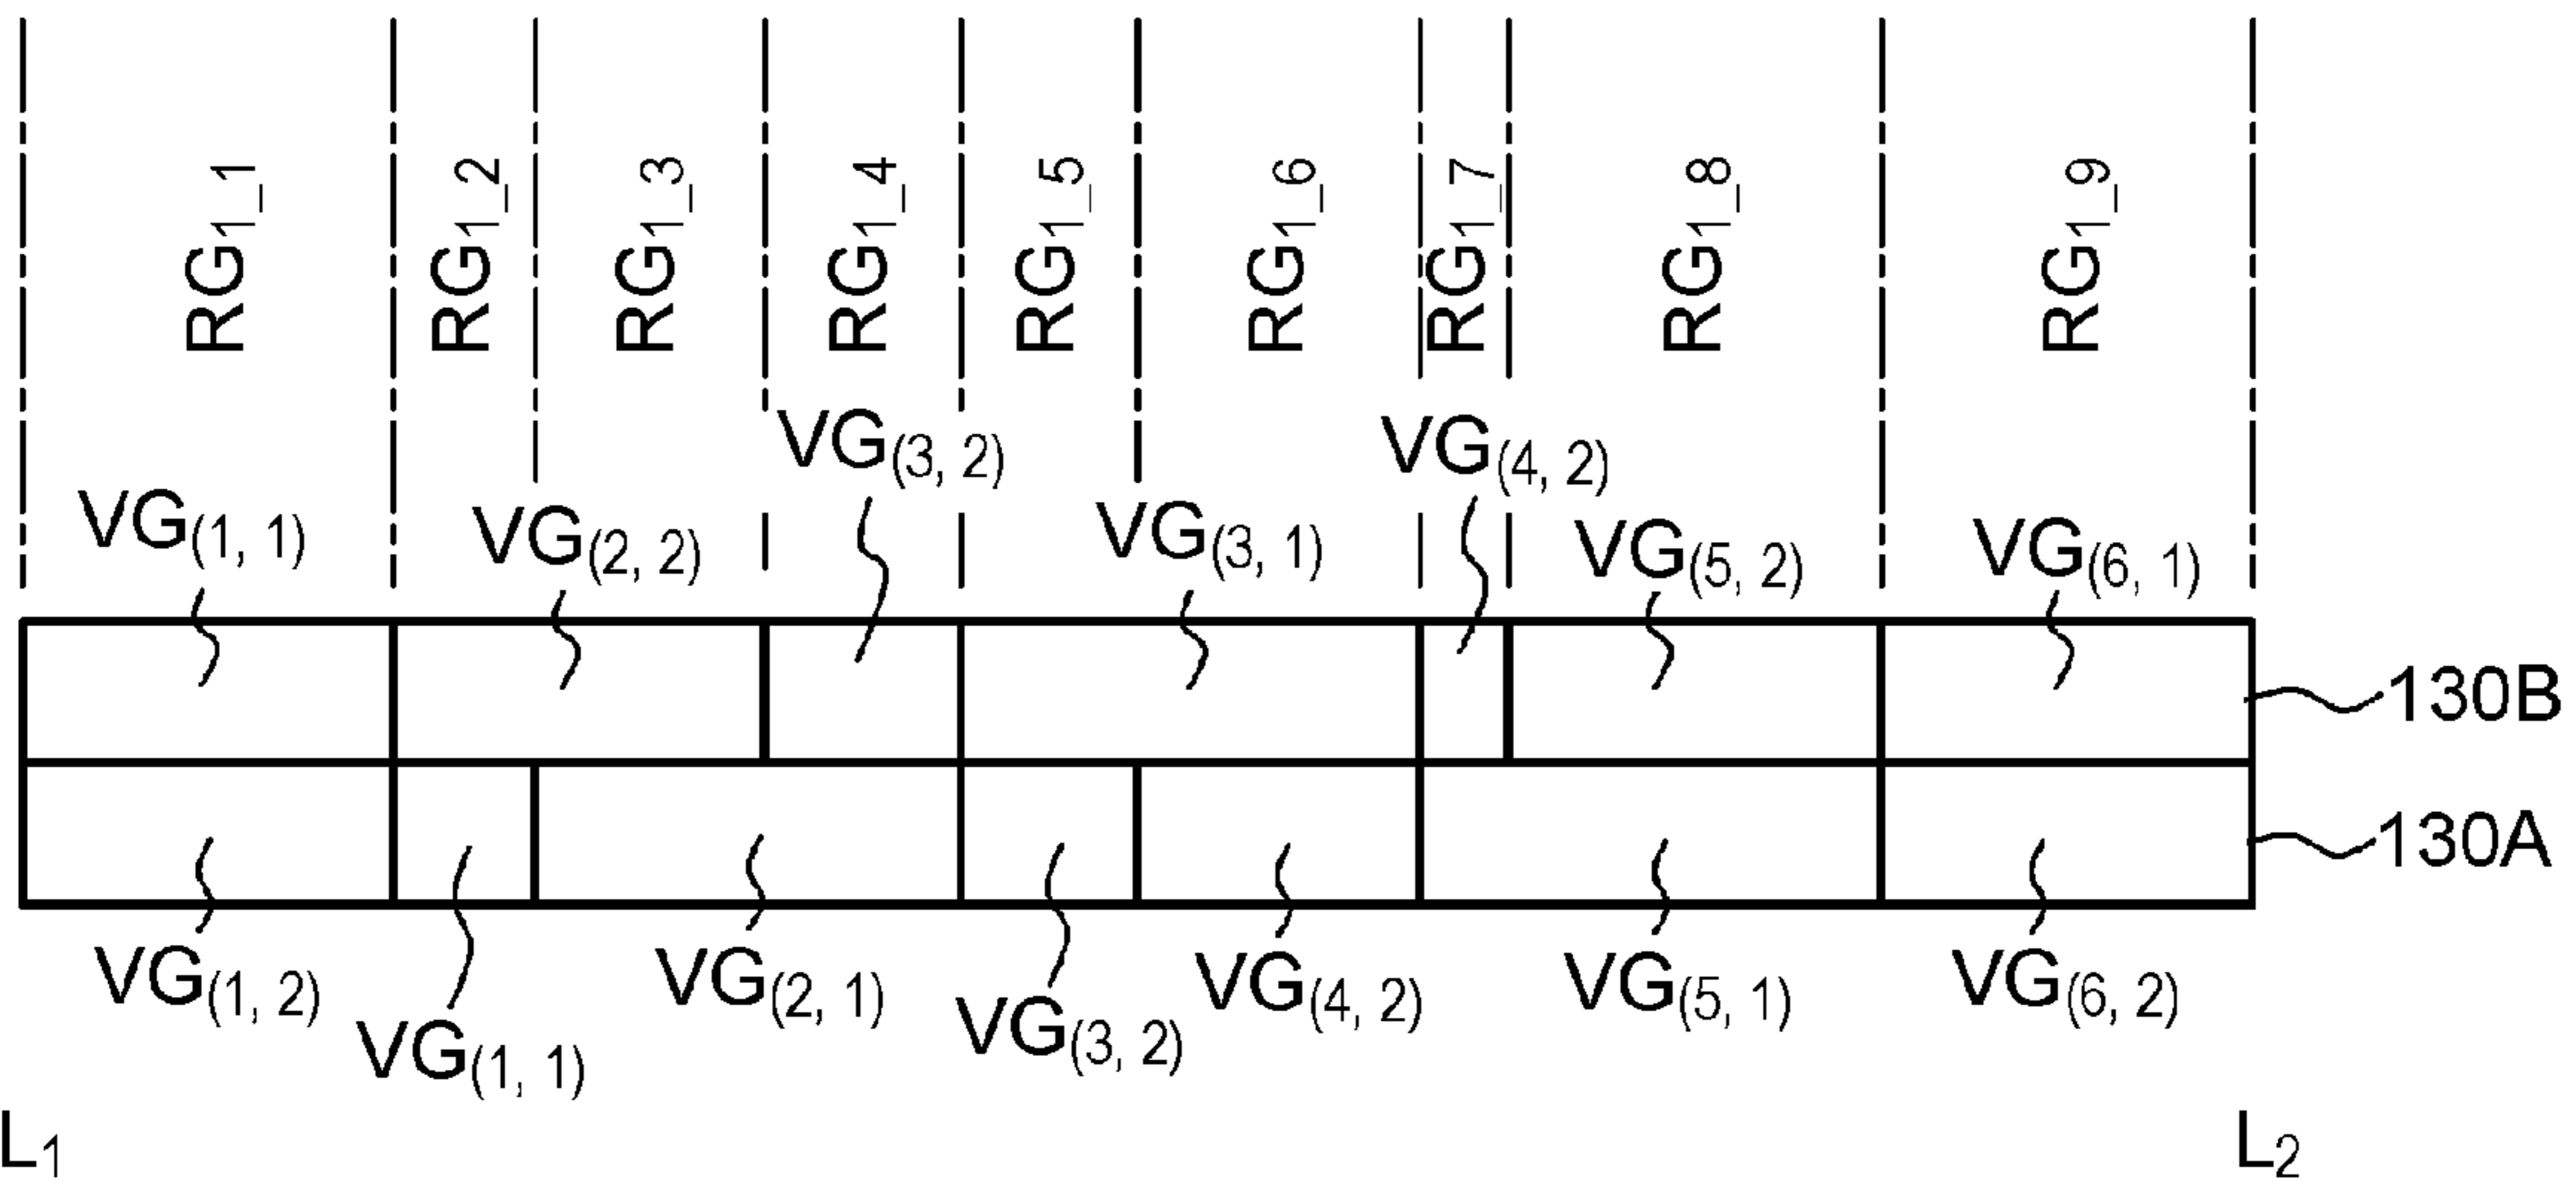 RG1_1
RG1_2
RG1_3
RG1_4
RG1_5
RG1_6
RG1_7
RG1_8
RG1_9
VG(3, 2)
VG(4, 2)
VG(1, 1)
VG(2, 2)
VG(3, 1)
VG(5, 2)
VG(6, 1)
130B
130A
VG(1, 2)
VG(2, 1)
VG(4, 2)
VG(5, 1)
VG(6, 2)
VG(3, 2)
VG(1, 1)
L1
L2